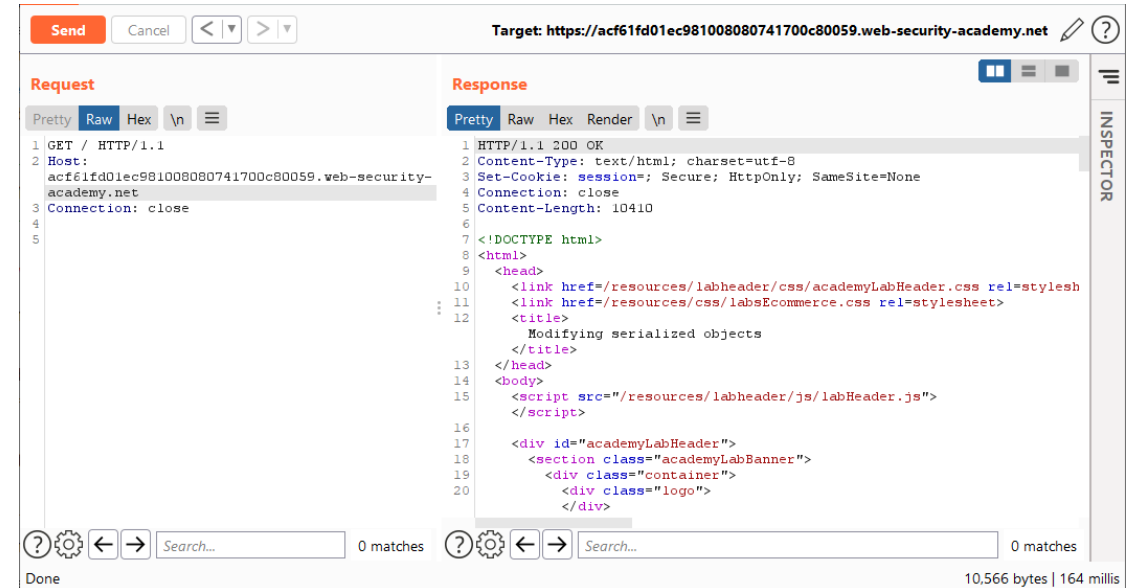 Send Cancel < | ▼ > | ▼ Target: https://acf61fd01ec981008080741700c80059.web-security-academy.net ?
Request
Pretty Raw Hex \n
1 GET / HTTP/1.1
2 Host:
acf61fd01ec981008080741700c80059.web-security-
academy.net
3 Connection: close
4
5
Search... 0 matches
Response
Pretty Raw Hex Render \n
1 HTTP/1.1 200 OK
2 Content-Type: text/html; charset=utf-8
3 Set-Cookie: session=; Secure; HttpOnly; SameSite=None
4 Connection: close
5 Content-Length: 10410
6
7 <!DOCTYPE html>
8 <html>
9 <head>
10 <link href=/resources/labheader/css/academyLabHeader.css rel=stylesh
11 <link href=/resources/css/labsEcommerce.css rel=stylesheet>
12 <title>
Modifying serialized objects
</title>
13 </head>
14 <body>
15 <script src="/resources/labheader/js/labHeader.js">
</script>
16
17 <div id="academyLabHeader">
18 <section class="academyLabBanner">
19 <div class="container">
20 <div class="logo">
</div>
? Search... 0 matches
INSPECTOR
Done 10,566 bytes | 164 millis